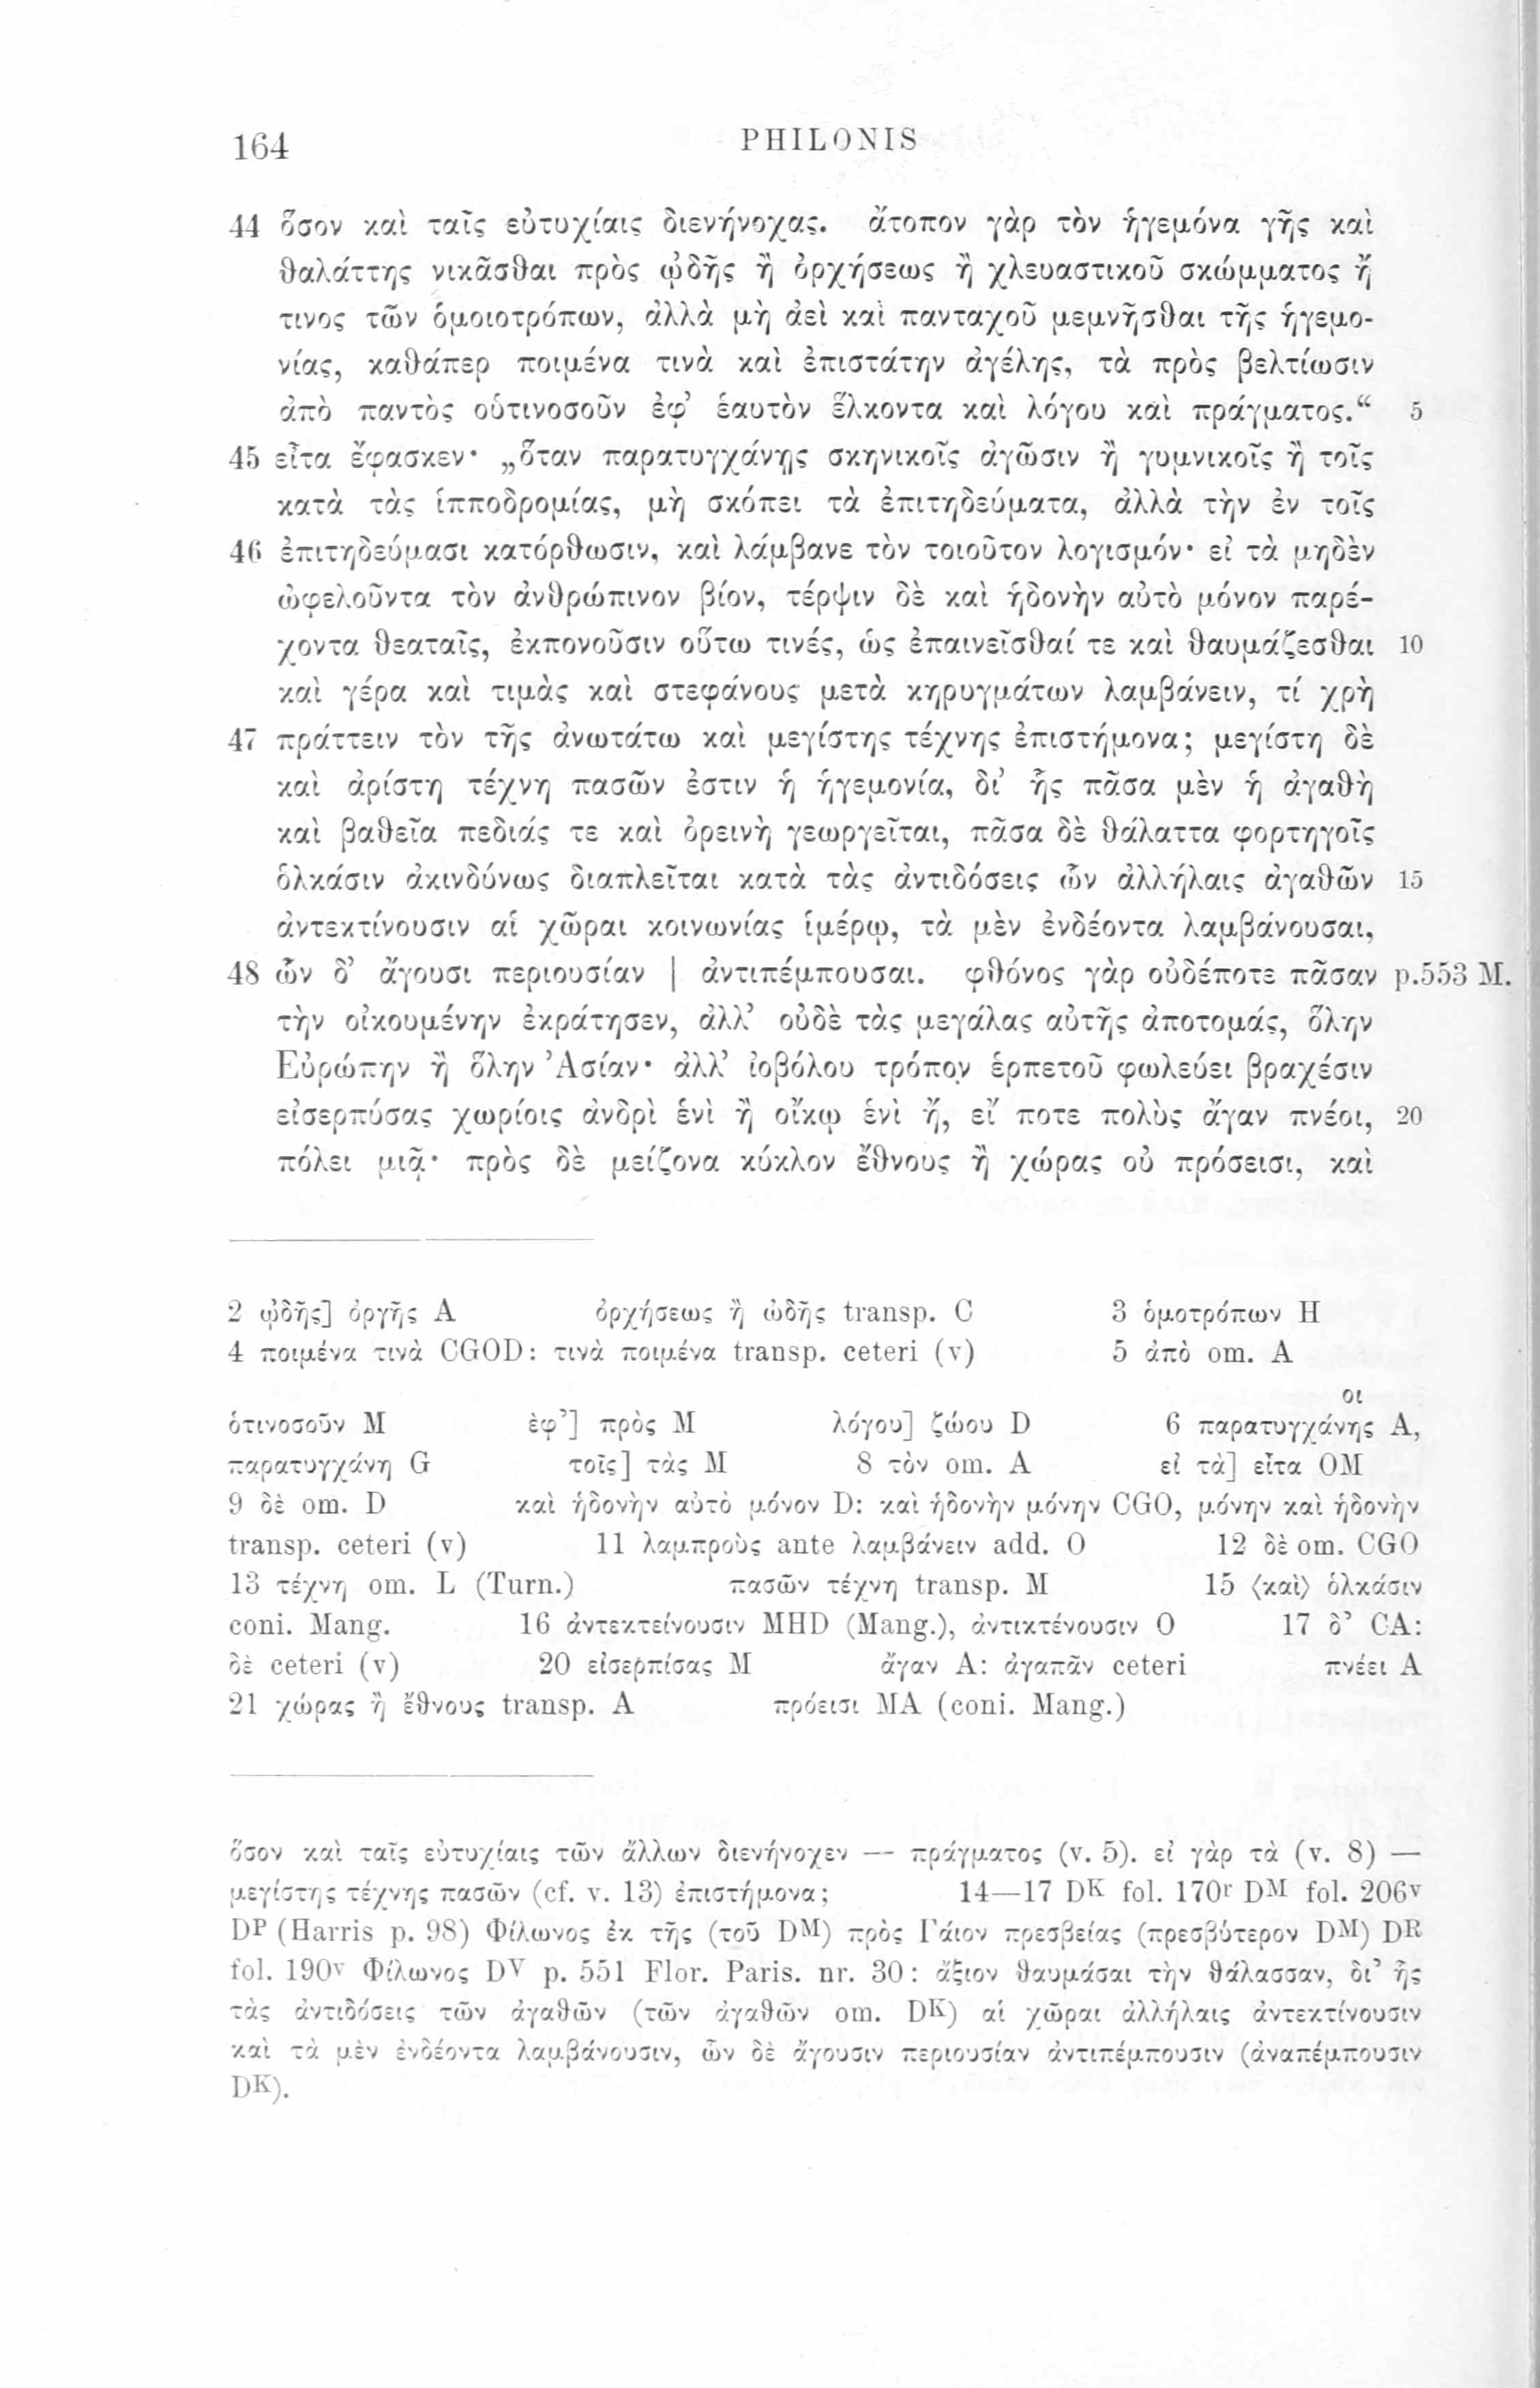 164 PHILONIS
44 ὅσον καὶ ταῖς εὐτυχίαις διενήνοχας. ἄτοπον γὰρ τὸν ἡγεμόνα γῆς καὶ
θαλάττης νικᾶσθαι πρὸς ᾠδῆς ἢ ὀρχήσεως ἢ χλευαστικοῦ σκώμματος ἤ
τινος τῶν ὁμοιοτρόπων, ἀλλὰ μὴ ἀεὶ καὶ πανταχοῦ μεμνῆσθαι τῆς ἡγεμο-
νίας, καθάπερ ποιμένα τινὰ καὶ ἐπιστάτην ἀγέλης, τὰ πρὸς βελτίωσιν
ἀπὸ παντὸς οὑτινοσοῦν ἐφ’ ἑαυτὸν ἕλκοντα καὶ λόγου καὶ πράγματος.“ 5
45 εἶτα ἔφασκεν· „ὅταν παρατυγχάνῃς σκηνικοῖς ἀγῶσιν ἢ γυμνικοῖς ἢ τοῖς
κατὰ τὰς ἱπποδρομίας, μὴ σκόπει τὰ ἐπιτηδεύματα, ἀλλὰ τὴν ἐν τοῖς
46 ἐπιτηδεύμασι κατόρθωσιν, καὶ λάμβανε τὸν τοιοῦτον λογισμόν· εἰ τὰ μηδὲν
ὠφελοῦντα τὸν ἀνθρώπινον βίον, τέρψιν δὲ καὶ ἡδονὴν αὐτὸ μόνον παρέ-
χοντα θεαταῖς, ἐκπονοῦσιν οὕτω τινές, ὡς ἐπαινεῖσθαί τε καὶ θαυμάζεσθαι 10
καὶ γέρα καὶ τιμὰς καὶ στεφάνους μετὰ κηρυγμάτων λαμβάνειν, τί χρὴ
47 πράττειν τὸν τῆς ἀνωτάτω καὶ μεγίστης τέχνης ἐπιστήμονα; μεγίστη δὲ
καὶ ἀρίστη τέχνη πασῶν ἐστιν ἡ ἡγεμονία, δι’ ἧς πᾶσα μὲν ἡ ἀγαθὴ
καὶ βαθεῖα πεδιάς τε καὶ ὀρεινὴ γεωργεῖται, πᾶσα δὲ θάλαττα φορτηγοῖς
ὁλκάσιν ἀκινδύνως διαπλεῖται κατὰ τὰς ἀντιδόσεις ὧν ἀλλήλαις ἀγαθῶν 15
ἀντεκτίνουσιν αἱ χῶραι κοινωνίας ἱμέρῳ, τὰ μὲν ἐνδέοντα λαμβάνουσαι,
48 ὧν δ’ ἄγουσι περιουσίαν | ἀντιπέμπουσαι. φθόνος γὰρ οὐδέποτε πᾶσαν p.553 M.
τὴν οἰκουμένην ἐκράτησεν, ἀλλ’ οὐδὲ τὰς μεγάλας αὐτῆς ἀποτομάς, ὅλην
Εὐρώπην ἢ ὅλην Ἀσίαν· ἀλλ’ ἰοβόλου τρόπον ἑρπετοῦ φωλεύει βραχέσιν
εἰσερπύσας χωρίοις ἀνδρὶ ἑνὶ ἢ οἴκῳ ἑνὶ ἤ, εἴ ποτε πολὺς ἄγαν πνέοι, 20
πόλει μιᾷ· πρὸς δὲ μείζονα κύκλον ἔθνους ἢ χώρας οὐ πρόσεισι, καὶ
2 ᾠδῆς] ὀργῆς A ὀρχήσεως ἢ ᾠδῆς transp. C 3 ὁμοτρόπων H
4 ποιμένα τινὰ CGOD: τινὰ ποιμένα transp. ceteri (v) 5 ἀπὸ om. A
οι
ὁτινοσοῦν M ἐφ’] πρὸς M λόγου] ζώου D 6 παρατυγχάνης A,
παρατυγχάνη G τοῖς] τὰς M 8 τὸν om. A εἰ τὰ] εἶτα OM
9 δὲ om. D καὶ ἡδονὴν αὐτὸ μόνον D: καὶ ἡδονὴν μόνην CGO, μόνην καὶ ἡδονὴν
transp. ceteri (v) 11 λαμπροὺς ante λαμβάνειν add. O 12 δὲ om. CGO
13 τέχνη om. L (Turn.) πασῶν τέχνη transp. M 15 ⟨καὶ⟩ ὁλκάσιν
coni. Mang. 16 ἀντεκτείνουσιν MHD (Mang.), ἀντικτένουσιν O 17 δ’ CA:
δὲ ceteri (v) 20 εἰσερπίσας M ἄγαν A: ἀγαπᾶν ceteri πνέει A
21 χώρας ἢ ἔθνους transp. A πρόεισι MA (coni. Mang.)
ὅσον καὶ ταῖς εὐτυχίαις τῶν ἄλλων διενήνοχεν — πράγματος (v. 5). εἰ γὰρ τὰ (v. 8) —
μεγίστης τέχνης πασῶν (cf. v. 13) ἐπιστήμονα; 14—17 DK fol. 170r DM fol. 206v
DP (Harris p. 98) Φίλωνος ἐκ τῆς (τοῦ DM) πρὸς Γάιον πρεσβείας (πρεσβύτερον DM) DR
fol. 190v Φίλωνος DV p. 551 Flor. Paris. nr. 30: ἄξιον θαυμάσαι τὴν θάλασσαν, δι’ ἧς
τὰς ἀντιδόσεις τῶν ἀγαθῶν (τῶν ἀγαθῶν om. DK) αἱ χῶραι ἀλλήλαις ἀντεκτίνουσιν
καὶ τὰ μὲν ἐνδέοντα λαμβάνουσιν, ὧν δὲ ἄγουσιν περιουσίαν ἀντιπέμπουσιν (ἀναπέμπουσιν
DK).